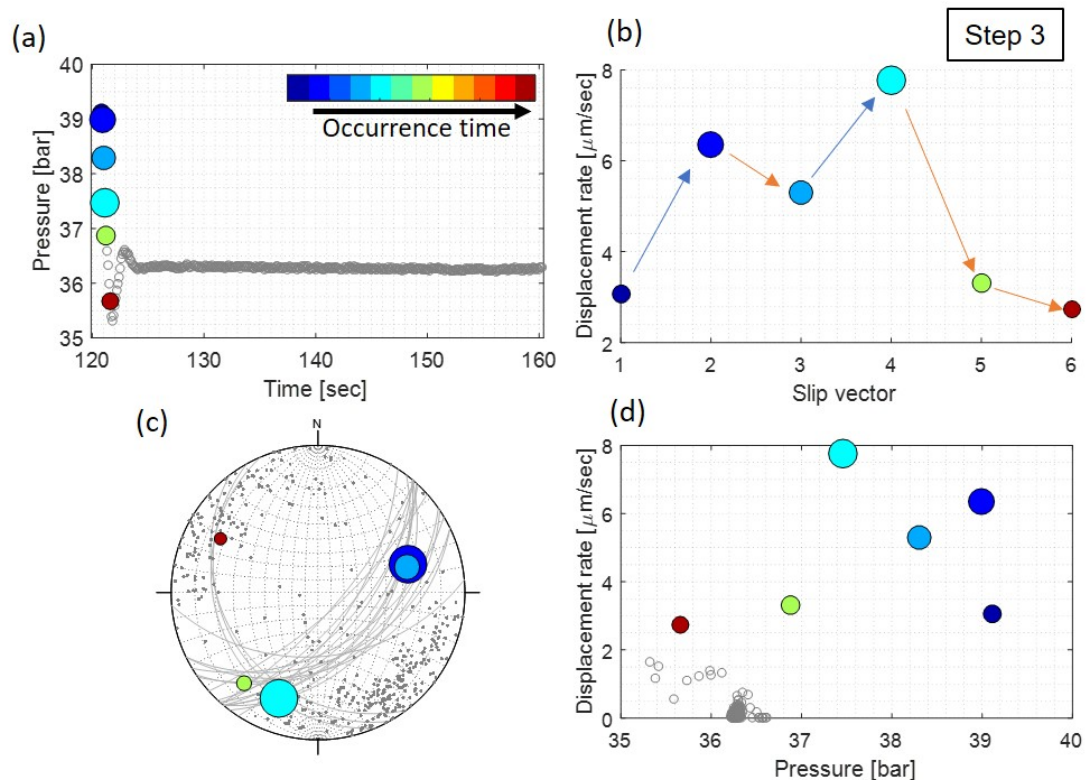 (a)
(b)
Step 3
40
39
38
37
36
35
Pressure [bar]
Occurrence time
120
130
140
150
160
Time [sec]
8
6
4
2
Displacement rate [μm/sec]
1
2
3
4
5
6
Slip vector
(c)
N
(d)
8
6
4
2
0
Displacement rate [μm/sec]
35
36
37
38
39
40
Pressure [bar]